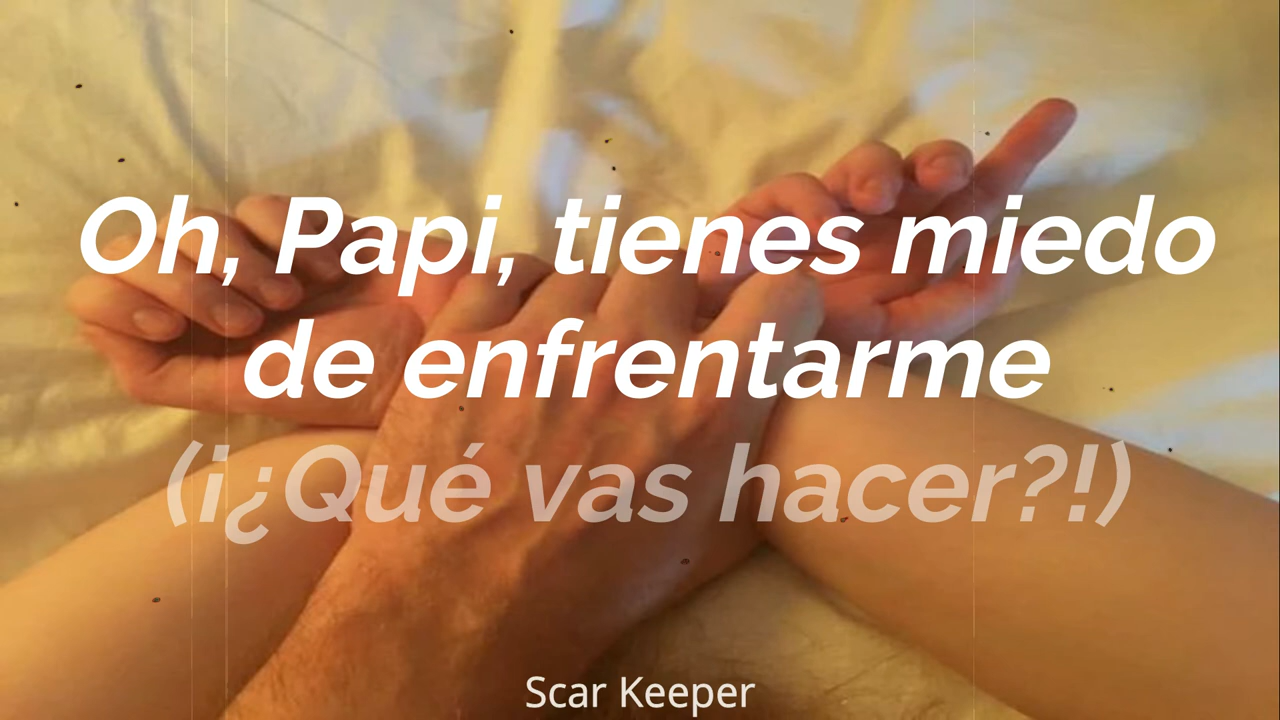 Oh, Papi, tienes miedo
de enfrentarme
(¡¿Qué vas hacer?!)
Scar Keeper